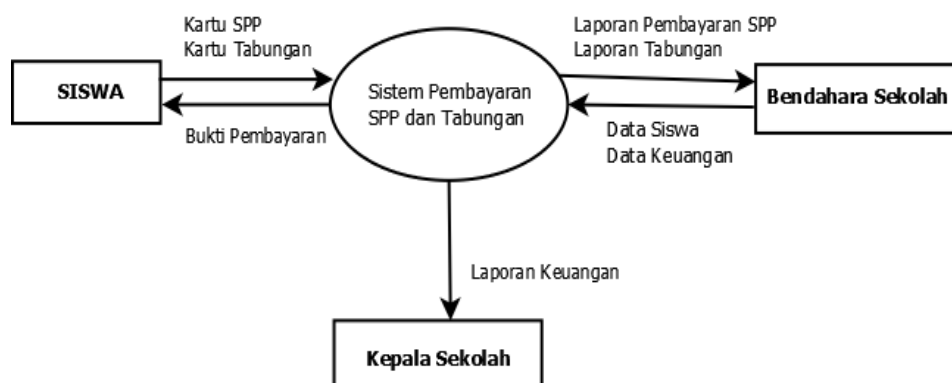 Kartu SPP
Kartu Tabungan
SISWA
Bukti Pembayaran
Sistem Pembayaran
SPP dan Tabungan
Laporan Pembayaran SPP
Laporan Tabungan
Bendahara Sekolah
Data Siswa
Data Keuangan
Laporan Keuangan
Kepala Sekolah